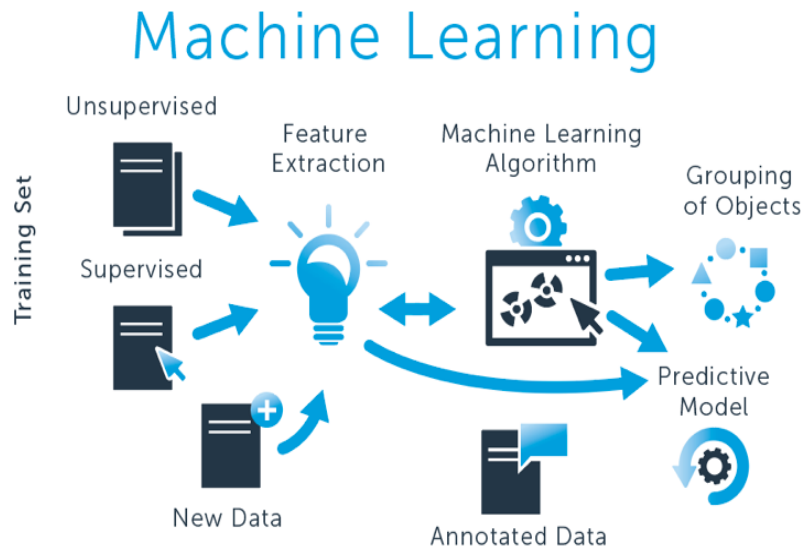 Machine Learning
Training Set
Unsupervised
Supervised
New Data
Feature
Extraction
Machine Learning
Algorithm
Grouping
of Objects
Predictive
Model
Annotated Data